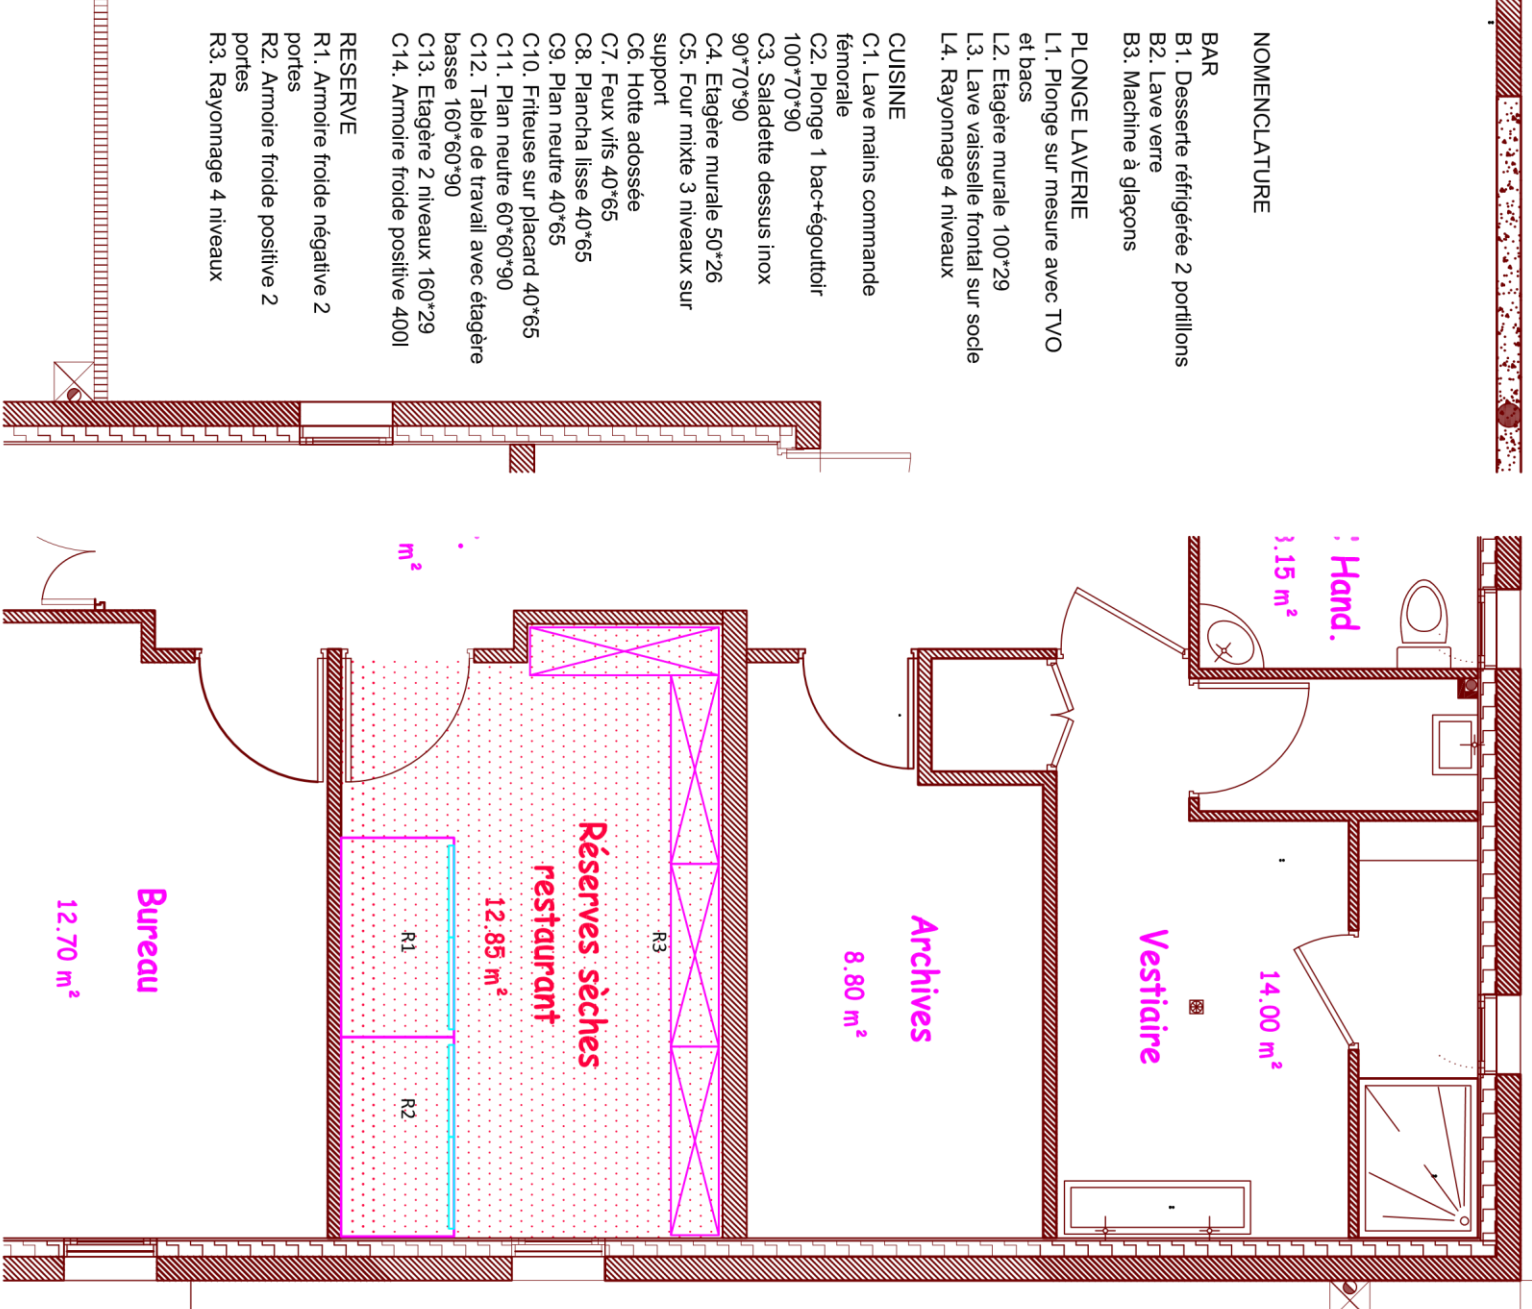 NOMENCLATURE
BAR
B1. Desserte réfrigérée 2 portillons
B2. Lave verre
B3. Machine à glaçons
PLONGE LAVERIE
L1. Plonge sur mesure avec TVO
et bacs
L2. Etagère murale 100*29
L3. Lave vaisselle frontal sur socle
L4. Rayonnage 4 niveaux
CUISINE
C1. Lave mains commande
fémorale
C2. Plonge 1 bac+égouttoir
100*70*90
C3. Saladette dessus inox
90*70*90
C4. Etagère murale 50*26
C5. Four mixte 3 niveaux sur
support
C6. Hotte adossée
C7. Feux vifs 40*65
C8. Plancha lisse 40*65
C9. Plan neutre 40*65
C10. Friteuse sur placard 40*65
C11. Plan neutre 60*60*90
C12. Table de travail avec étagère
basse 160*60*90
C13. Etagère 2 niveaux 160*29
C14. Armoire froide positive 400l
RESERVE
R1. Armoire froide négative 2
portes
R2. Armoire froide positive 2
portes
R3. Rayonnage 4 niveaux
Hand.
.15 m²
m²
Vestiaire
14.00 m²
Archives
8.80 m²
R3
Réserves sèches
restaurant
12.85 m²
R1
R2
Bureau
12.70 m²